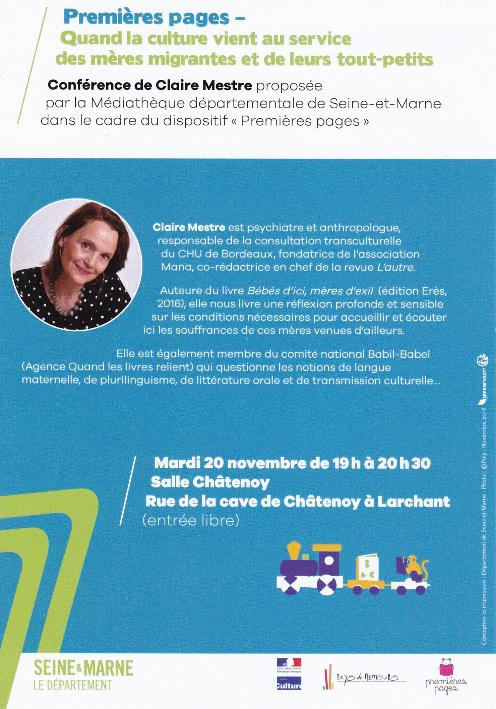 Premières pages –
Quand la culture vient au service
des mères migrantes et de leurs tout-petits
Conférence de Claire Mestre proposée
par la Médiathèque départementale de Seine-et-Marne
dans le cadre du dispositif « Premières pages »
Claire Mestre est psychiatre et anthropologue,
responsable de la consultation transculturelle
du CHU de Bordeaux, fondatrice de l'association
Mana, co-rédactrice en chef de la revue L'autre.
Auteure du livre Bébés d'ici, mères d'exil (édition Erès,
2016), elle nous livre une réflexion profonde et sensible
sur les conditions nécessaires pour accueillir et écouter
ici les souffrances de ces mères venues d'ailleurs.
Elle est également membre du comité national Babil-Babel
(Agence Quand les livres relient) qui questionne les notions de langue
maternelle, de plurilinguisme, de littérature orale et de transmission culturelle...
Mardi 20 novembre de 19 h à 20 h 30
Salle Châtenoy
Rue de la cave de Châtenoy à Larchant
(entrée libre)
Conception et impression : Département de Seine-et-Marne - Photo : ©Poly - Novembre 2018
SEINE & MARNE
LE DÉPARTEMENT
Culture
PAYS de NEMOURS
premières
pages